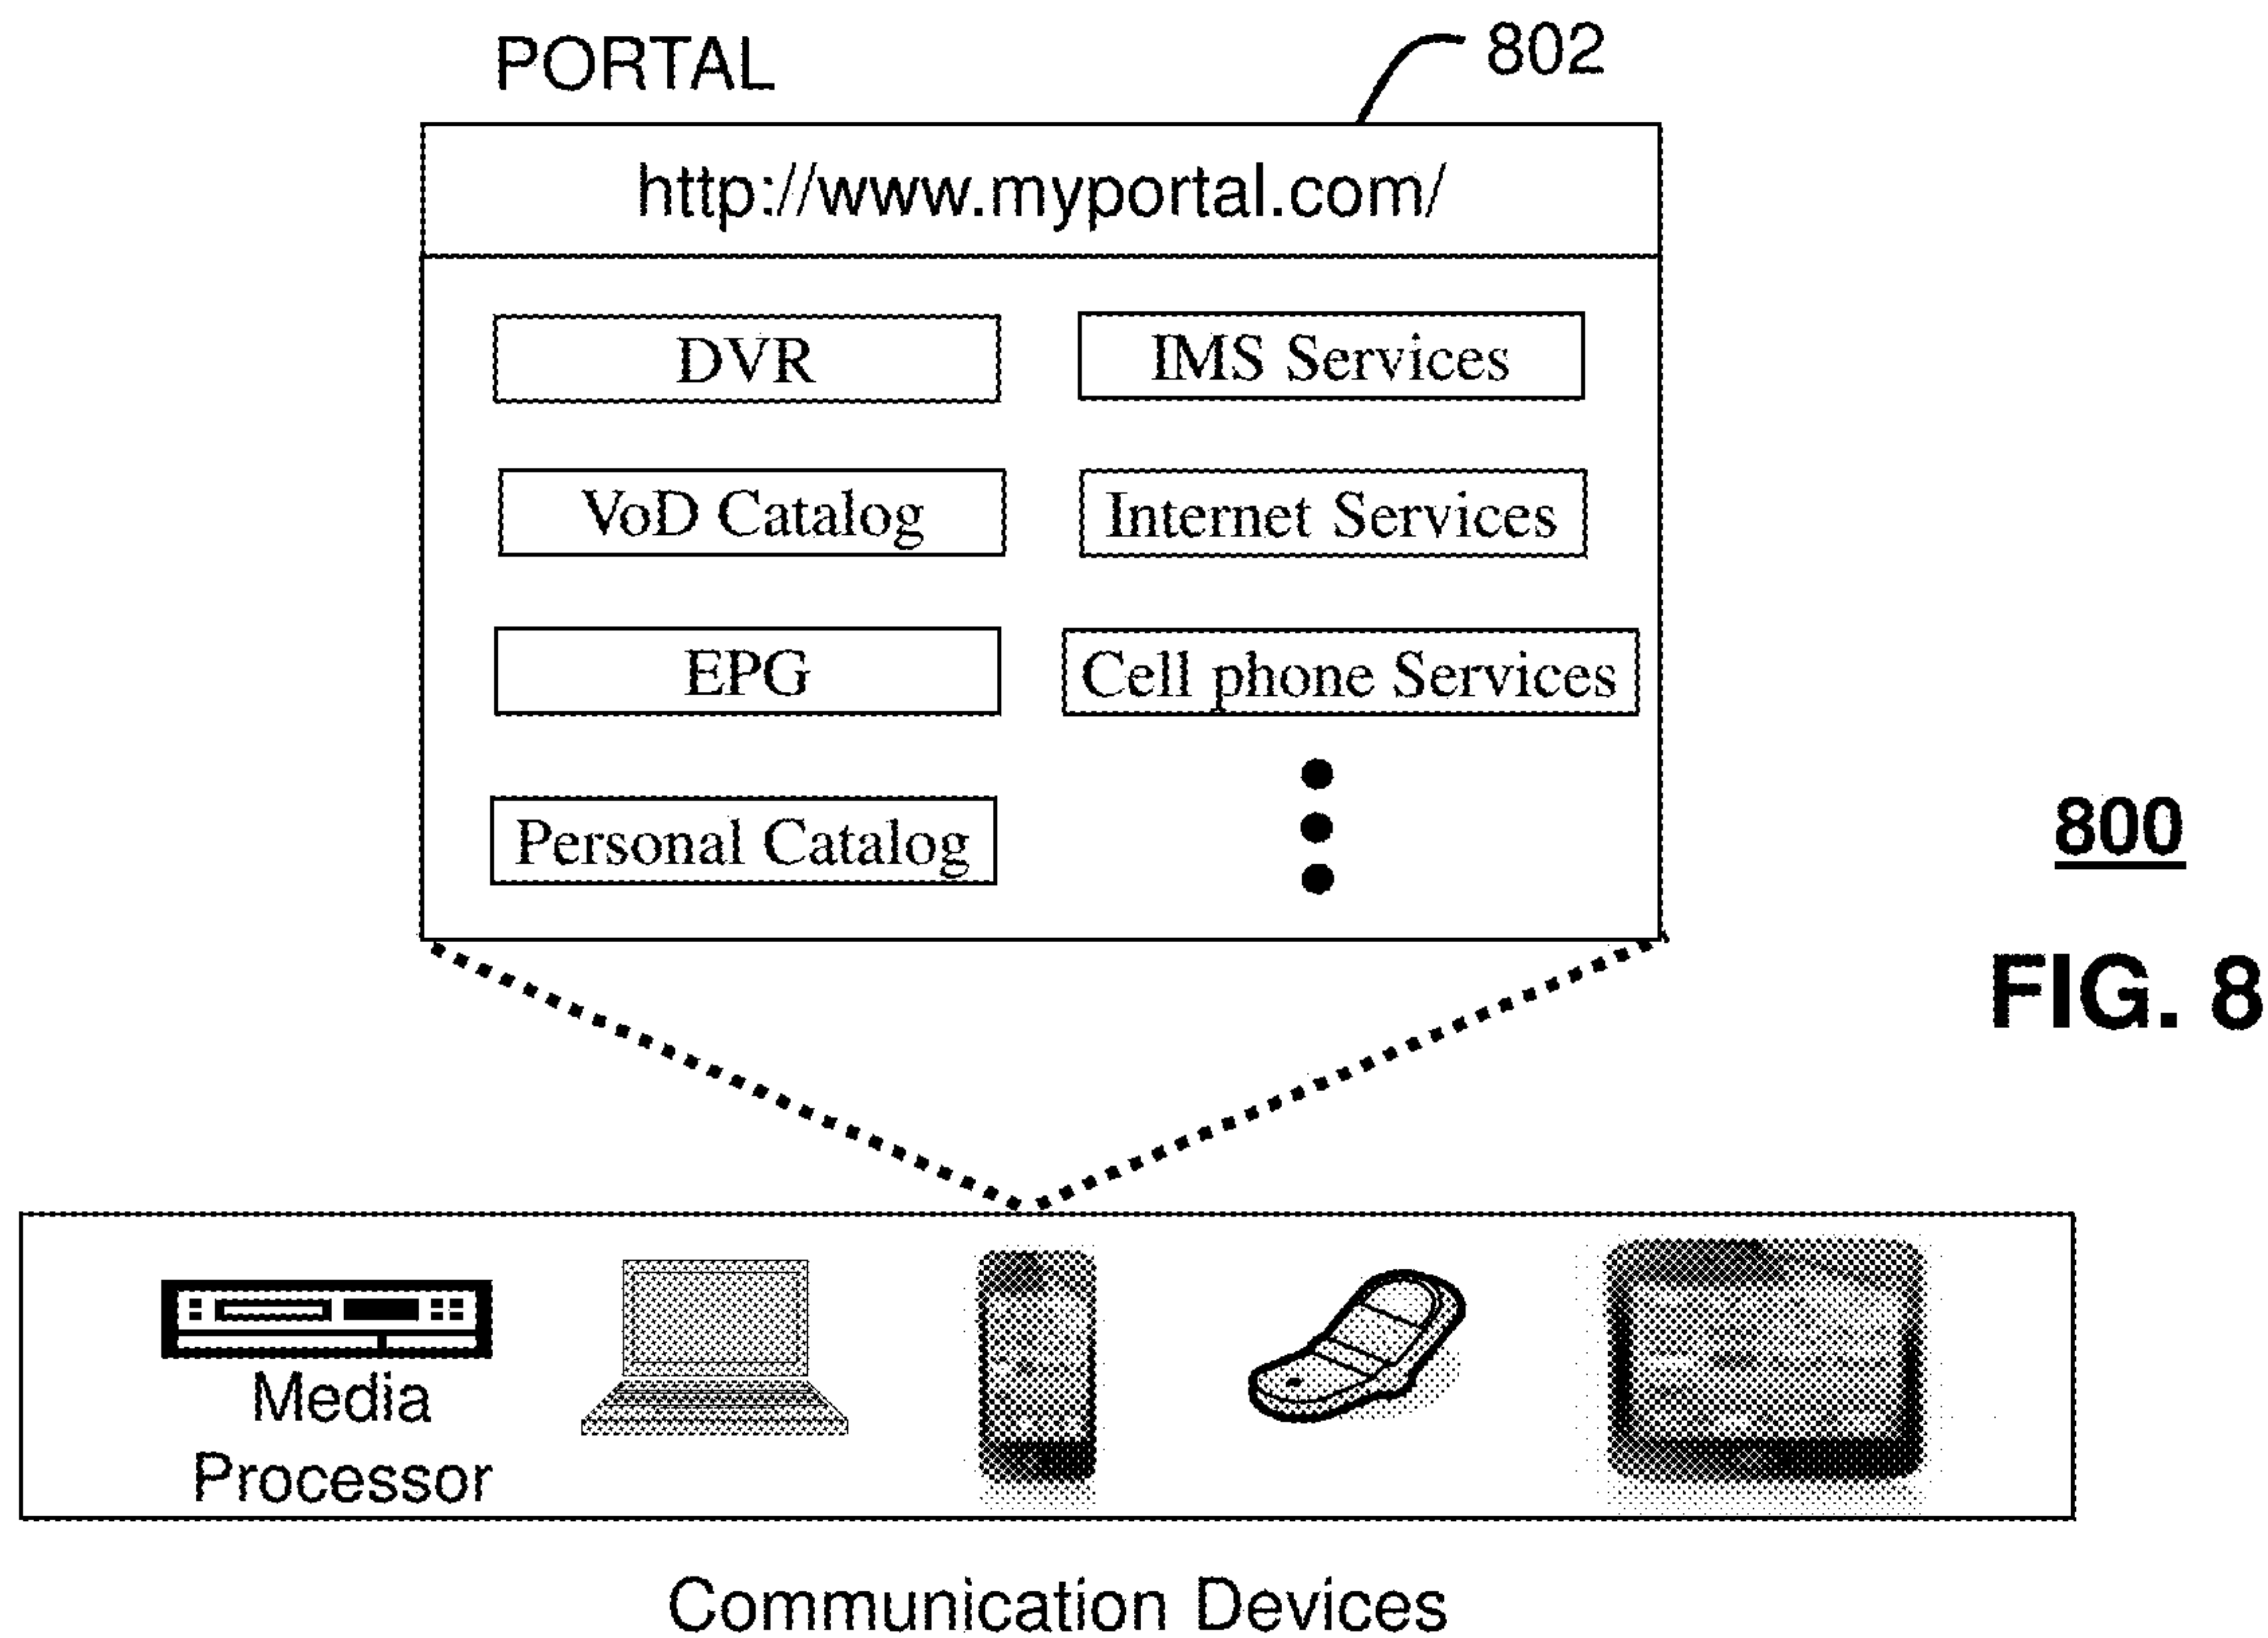 PORTAL
802
http://www.myportal.com/
DVR
IMS Services
VoD Catalog
Internet Services
EPG
Cell phone Services
Personal Catalog
800
FIG. 8
Media
Processor
Communication Devices